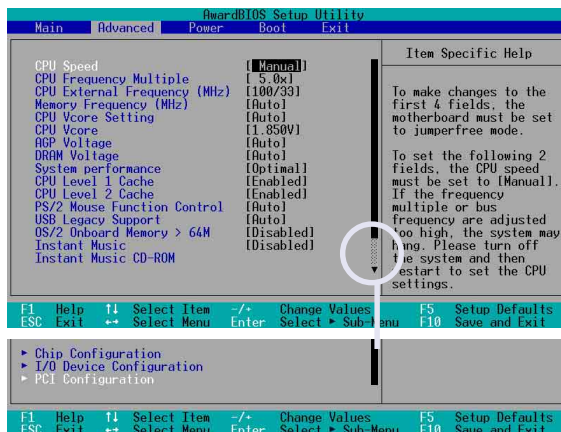 AwardBIOS Setup Utility
Main Advanced Power Boot Exit
Item Specific Help
CPU Speed [ Manual]
CPU Frequency Multiple [ 5.0x]
CPU External Frequency (MHz) [100/33]
Memory Frequency (MHz) [Auto]
CPU Vcore Setting [Auto]
CPU Vcore [1.850V]
AGP Voltage [Auto]
DRAM Voltage [Auto]
System performance [Optimal]
CPU Level 1 Cache [Enabled]
CPU Level 2 Cache [Enabled]
PS/2 Mouse Function Control [Auto]
USB Legacy Support [Auto]
OS/2 Onboard Memory > 64M [Disabled]
Instant Music [Disabled]
Instant Music CD-ROM
To make changes to the
first 4 fields, the
motherboard must be set
to jumperfree mode.
To set the following 2
fields, the CPU speed
must be set to [Manual].
If the frequency
multiple or bus
frequency are adjusted
too high, the system may
hang. Please turn off
the system and then
restart to set the CPU
settings.
F1 Help ↑↓ Select Item -/+ Change Values F5 Setup Defaults
ESC Exit ←→ Select Menu Enter Select ► Sub-Menu F10 Save and Exit
► Chip Configuration
► I/O Device Configuration
► PCI Configuration
F1 Help ↑↓ Select Item -/+ Change Values F5 Setup Defaults
ESC Exit ←→ Select Menu Enter Select ► Sub-Menu F10 Save and Exit